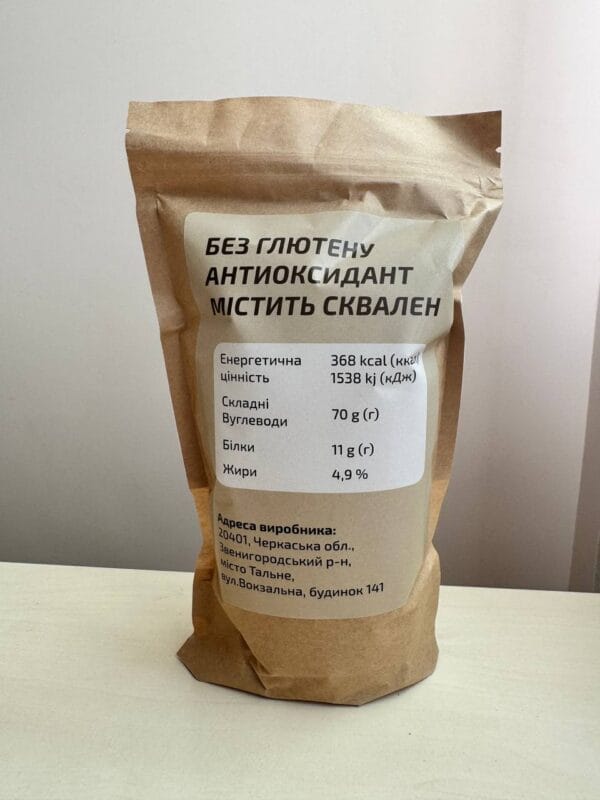 БЕЗ ГЛЮТЕНУ
АНТИОКСИДАНТ
МІСТИТЬ СКВАЛЕН
Енергетична цінність
368 kcal (ккал)
1538 kj (кДж)
Складні Вуглеводи
70 g (г)
Білки
11 g (г)
Жири
4,9 %
Адреса виробника:
20401, Черкаська обл.,
Звенигородський р-н,
місто Тальне,
вул.Вокзальна, будинок 141